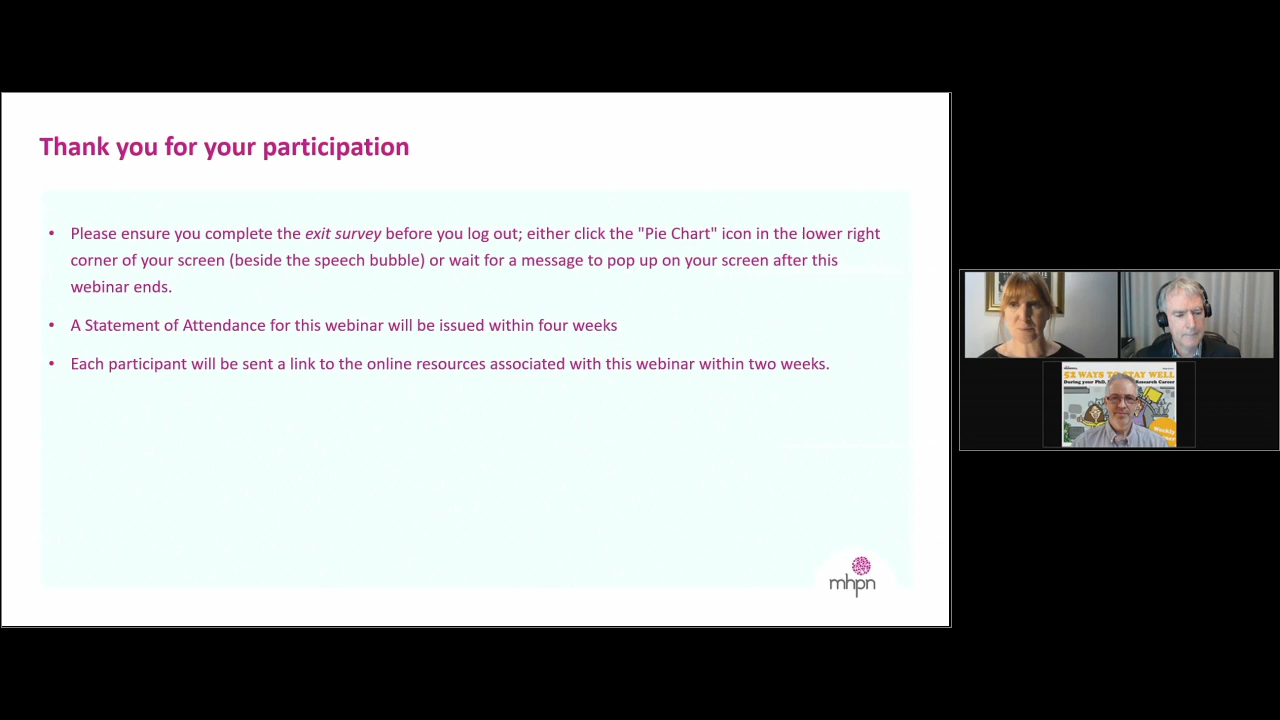 Thank you for your participation
• Please ensure you complete the exit survey before you log out; either click the "Pie Chart" icon in the lower right
corner of your screen (beside the speech bubble) or wait for a message to pop up on your screen after this
webinar ends.
• A Statement of Attendance for this webinar will be issued within four weeks
• Each participant will be sent a link to the online resources associated with this webinar within two weeks.
mhpn
52 WAYS TO STAY WELL
During your PhD, Research Career
Weekly